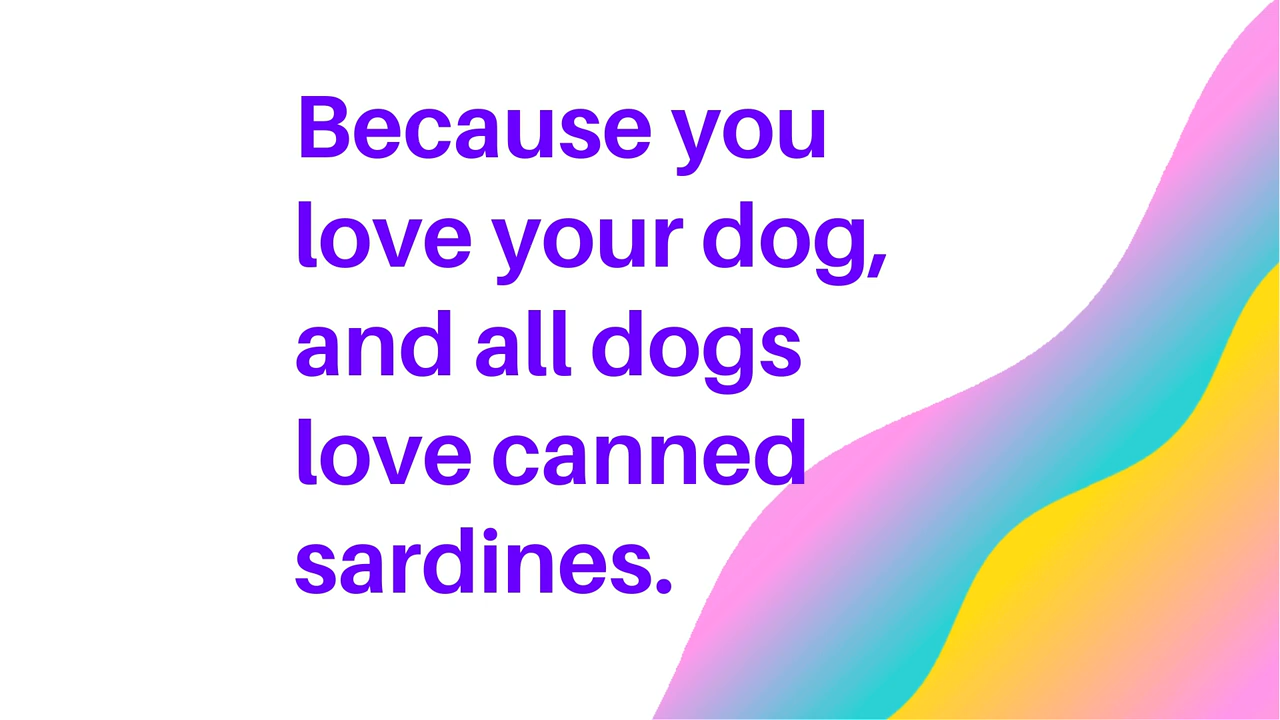 Because you
love your dog,
and all dogs
love canned
sardines.